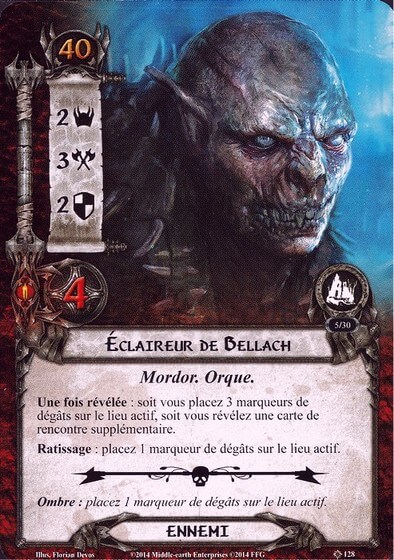 40
2
3
2
4
5/30
Éclaireur de Bellach
Mordor. Orque.
Une fois révélée : soit vous placez 3 marqueurs de
dégâts sur le lieu actif, soit vous révélez une carte de
rencontre supplémentaire.
Ratissage : placez 1 marqueur de dégâts sur le lieu actif.
Ombre : placez 1 marqueur de dégâts sur le lieu actif.
ENNEMI
Illus. Florian Devos ©2014 Middle-earth Enterprises ©2014 FFG 128